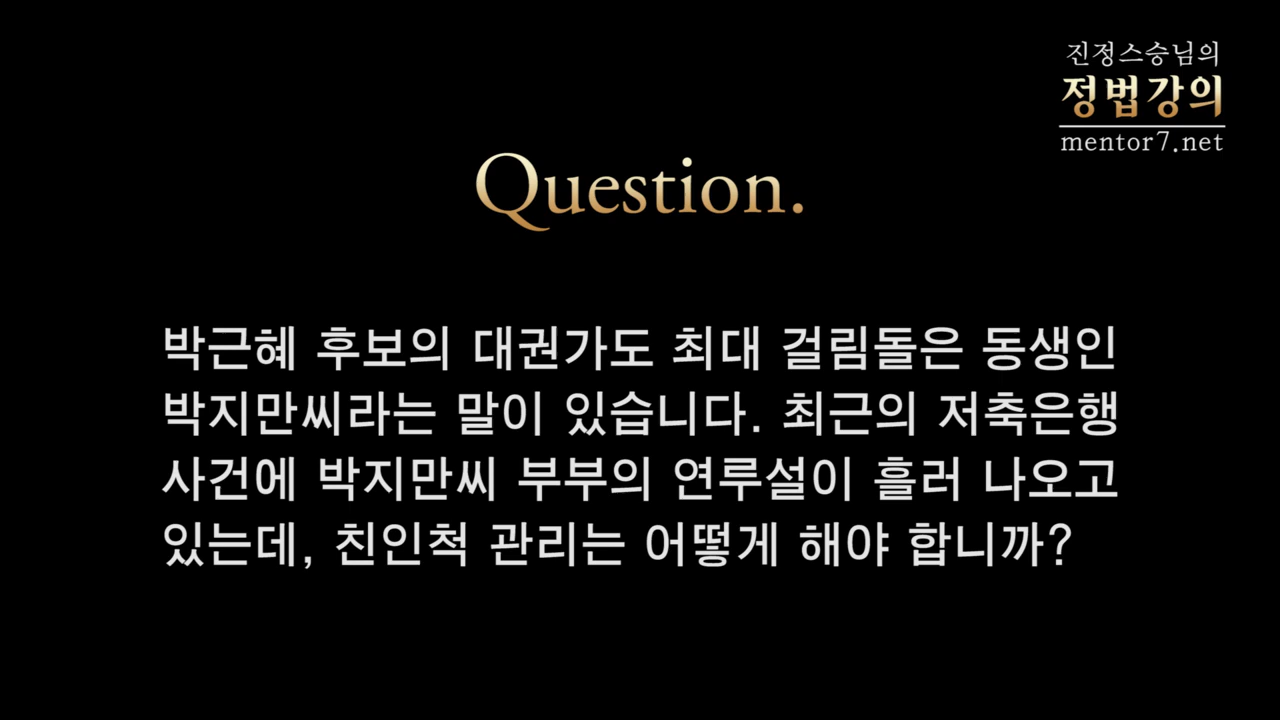 진정스승님의
정법강의
mentor7.net
Question.
박근혜 후보의 대권가도 최대 걸림돌은 동생인
박지만씨라는 말이 있습니다. 최근의 저축은행
사건에 박지만씨 부부의 연루설이 흘러 나오고
있는데, 친인척 관리는 어떻게 해야 합니까?